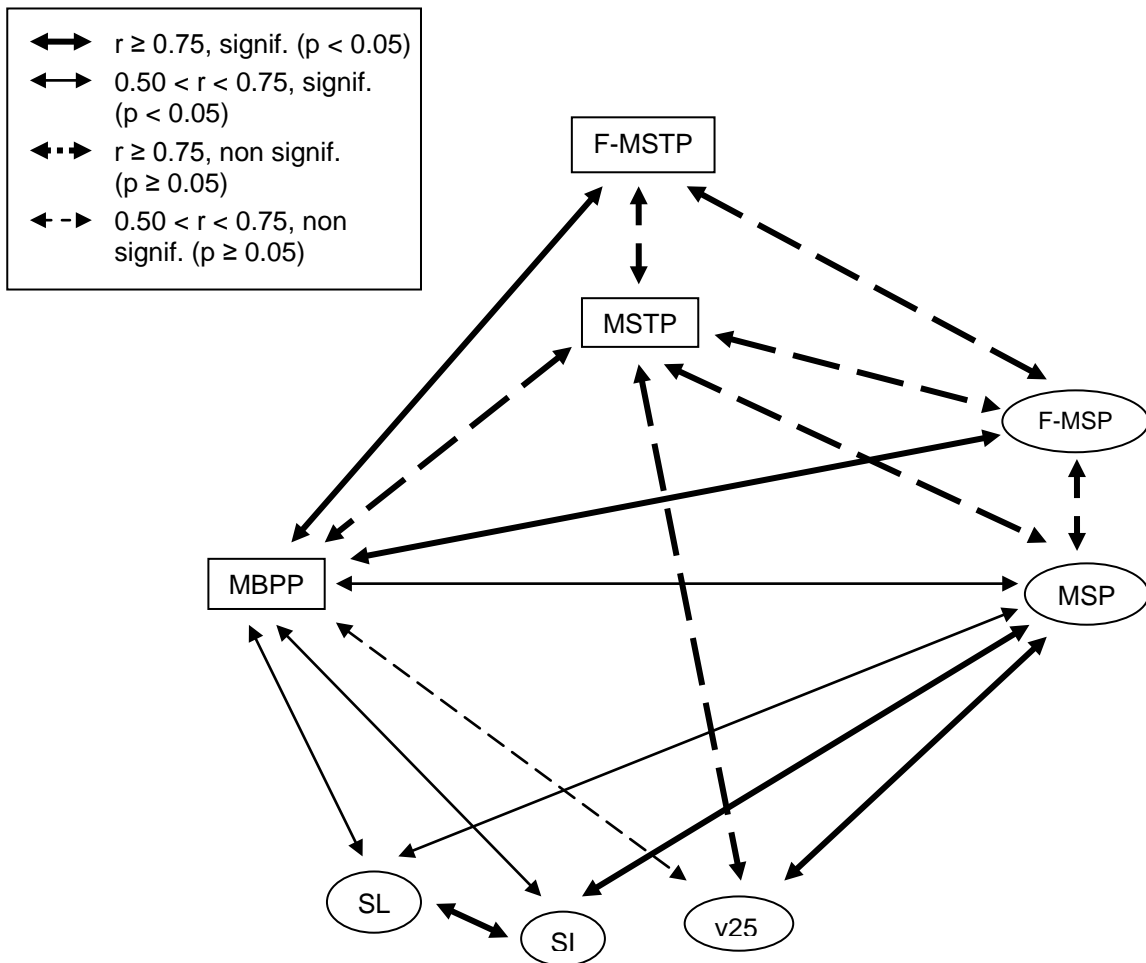 r ≥ 0.75, signif. (p < 0.05)
0.50 < r < 0.75, signif.
(p < 0.05)
r ≥ 0.75, non signif.
(p ≥ 0.05)
0.50 < r < 0.75, non
signif. (p ≥ 0.05)
F-MSTP
MSTP
F-MSP
MBPP
MSP
SL
v25